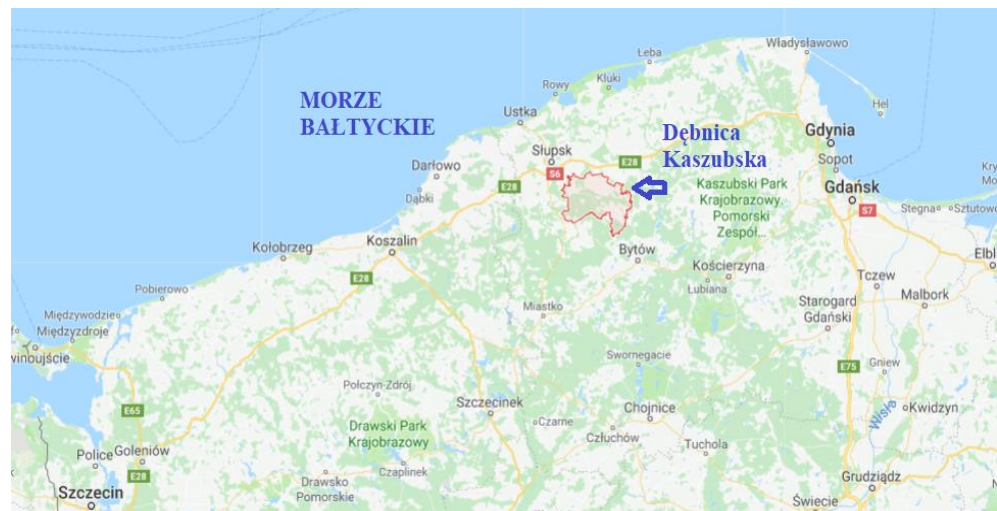 Władysławowo
Łeba
Kluki
Rowy
Hel
MORZE
BAŁTYCKIE
Ustka
Gdynia
Dębnica
Kaszubska
Słupsk
E28
Sopot
Darłowo
S6
Kry
Mo
Kaszubski Park
Krajobrazowy
Pomorski
Zespół...
Gdańsk
E28
Dąbki
S7
Stegna
Sztutowo
Kołobrzeg
Koszalin
Bytów
Elbl
Kościerzyna
E28
Tczew
Lubiana
Pobierowo
Malbork
Starogard
Gdański
Miastko
Międzywodzie
Międzyzdroje
winoujście
Swornegacie
E75
Gniew
Połczyn-Zdrój
Szczecinek
Chojnice
Wisła
Kwidzyn
E65
Czarne
Drawski Park
Krajobrazowy
Człuchów
Tuchola
Police
Goleniów
Czaplinek
E28
Drawsko
Pomorskie
Grudziądz
Szczecin
Świecie